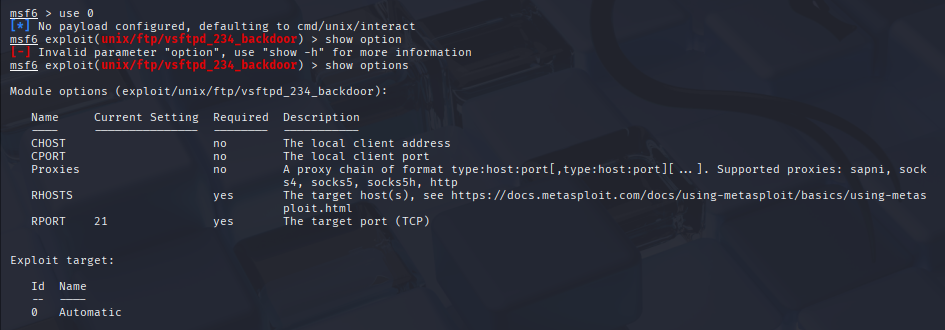 msf6 > use 0
[*] No payload configured, defaulting to cmd/unix/interact
msf6 exploit(unix/ftp/vsftpd_234_backdoor) > show option
[-] Invalid parameter "option", use "show -h" for more information
msf6 exploit(unix/ftp/vsftpd_234_backdoor) > show options
Module options (exploit/unix/ftp/vsftpd_234_backdoor):
Name     Current Setting  Required  Description
----     ---------------  --------  -----------
CHOST                     no        The local client address
CPORT                     no        The local client port
Proxies                   no        A proxy chain of format type:host:port[,type:host:port][...]. Supported proxies: sapni, sock
s4, socks5, socks5h, http
RHOSTS                    yes       The target host(s), see https://docs.metasploit.com/docs/using-metasploit/basics/using-metas
ploit.html
RPORT    21               yes       The target port (TCP)
Exploit target:
Id  Name
--  ----
0   Automatic